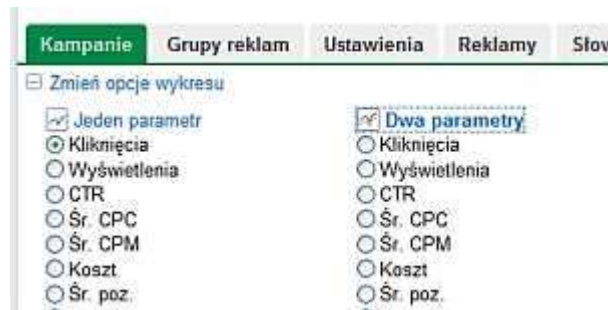 Kampanie Grupy reklam Ustawienia Reklamy Słow
Zmień opcje wykresu
Jeden parametr Dwa parametry
Kliknięcia Kliknięcia
Wyświetlenia Wyświetlenia
CTR CTR
Śr. CPC Śr. CPC
Śr. CPM Śr. CPM
Koszt Koszt
Śr. poz. Śr. poz.